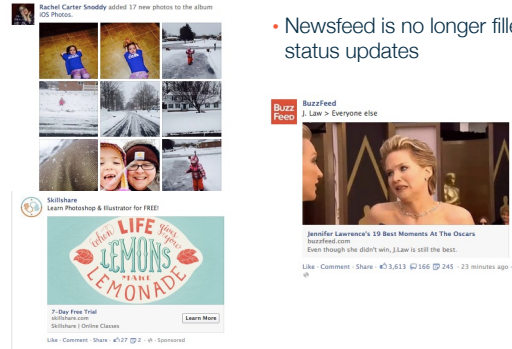 Rachel Carter Snoddy added 17 new photos to the album
iOS Photos.
Skillshare
Learn Photoshop & Illustrator for FREE!
when LIFE gives you
LEMONS
MAKE
LEMONADE
7-Day Free Trial
skillshare.com
Skillshare | Online Classes
Learn More
Like · Comment · Share · 27 2 · Sponsored
• Newsfeed is no longer fille
status updates
Buzz
FeeD
BuzzFeed
J. Law > Everyone else
Jennifer Lawrence's 19 Best Moments At The Oscars
buzzfeed.com
Even though she didn't win, J.Law is still the best.
Like · Comment · Share · 3,613 166 245 · 23 minutes ago ·